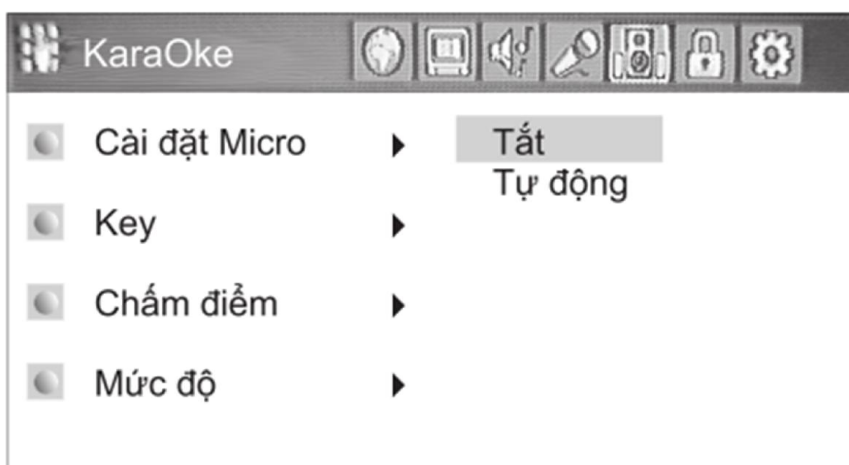 KaraOke
Cài đặt Micro
Tắt
Tự động
Key
Chấm điểm
Mức độ